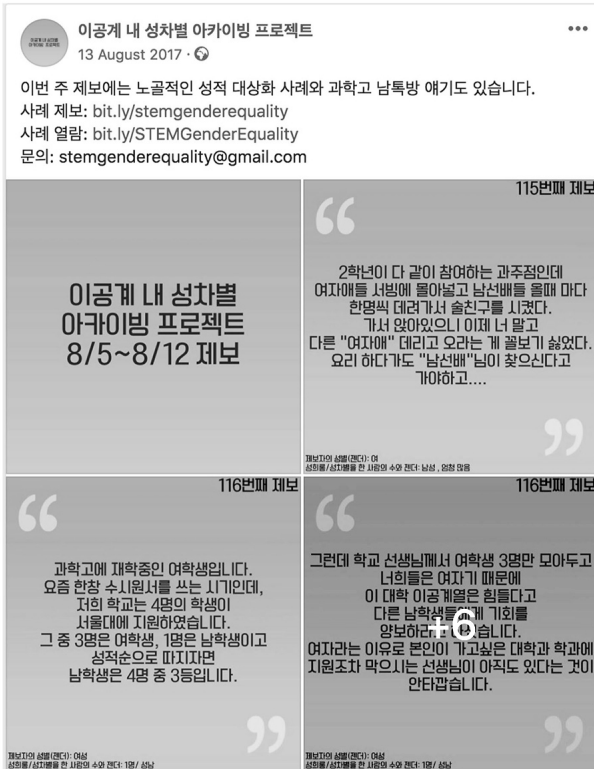 이공계 내 성차별 아카이빙 프로젝트
13 August 2017
이번 주 제보에는 노골적인 성적 대상화 사례와 과학고 남톡방 얘기도 있습니다.
사례 제보: bit.ly/stemgenderequality
사례 열람: bit.ly/STEMGenderEquality
문의: stemgenderequality@gmail.com
이공계 내 성차별
아카이빙 프로젝트
8/5~8/12 제보
115번째 제보
2학년이 다 같이 참여하는 과주점인데
여자애들 서빙에 몰아넣고 남선배들 올때 마다
한명씩 데려가서 술친구를 시켰다.
가서 앉아있으니 이제 너 말고
다른 "여자애" 데리고 오라는 게 꼴보기 싫었다.
요리 하다가도 "남선배"님이 찾으신다고
가야하고....
제보자의 성별(젠더): 여
성희롱/성차별을 한 사람의 수와 젠더: 남성, 엄청 많음
116번째 제보
과학고에 재학중인 여학생입니다.
요즘 한창 수시원서를 쓰는 시기인데,
저희 학교는 4명의 학생이
서울대에 지원하였습니다.
그 중 3명은 여학생, 1명은 남학생이고
성적순으로 따지자면
남학생은 4명 중 3등입니다.
제보자의 성별(젠더): 여성
성희롱/성차별을 한 사람의 수와 젠더: 1명/ 성남
116번째 제보
그런데 학교 선생님께서 여학생 3명만 모아두고
너희들은 여자기 때문에
이 대학 이공계열은 힘들다고
다른 남학생들에게 기회를
양보하라 하셨습니다.
+6
여자라는 이유로 본인이 가고싶은 대학과 학과에
지원조차 막으시는 선생님이 아직도 있다는 것이
안타깝습니다.
제보자의 성별(젠더): 여성
성희롱/성차별을 한 사람의 수와 젠더: 1명/ 성남